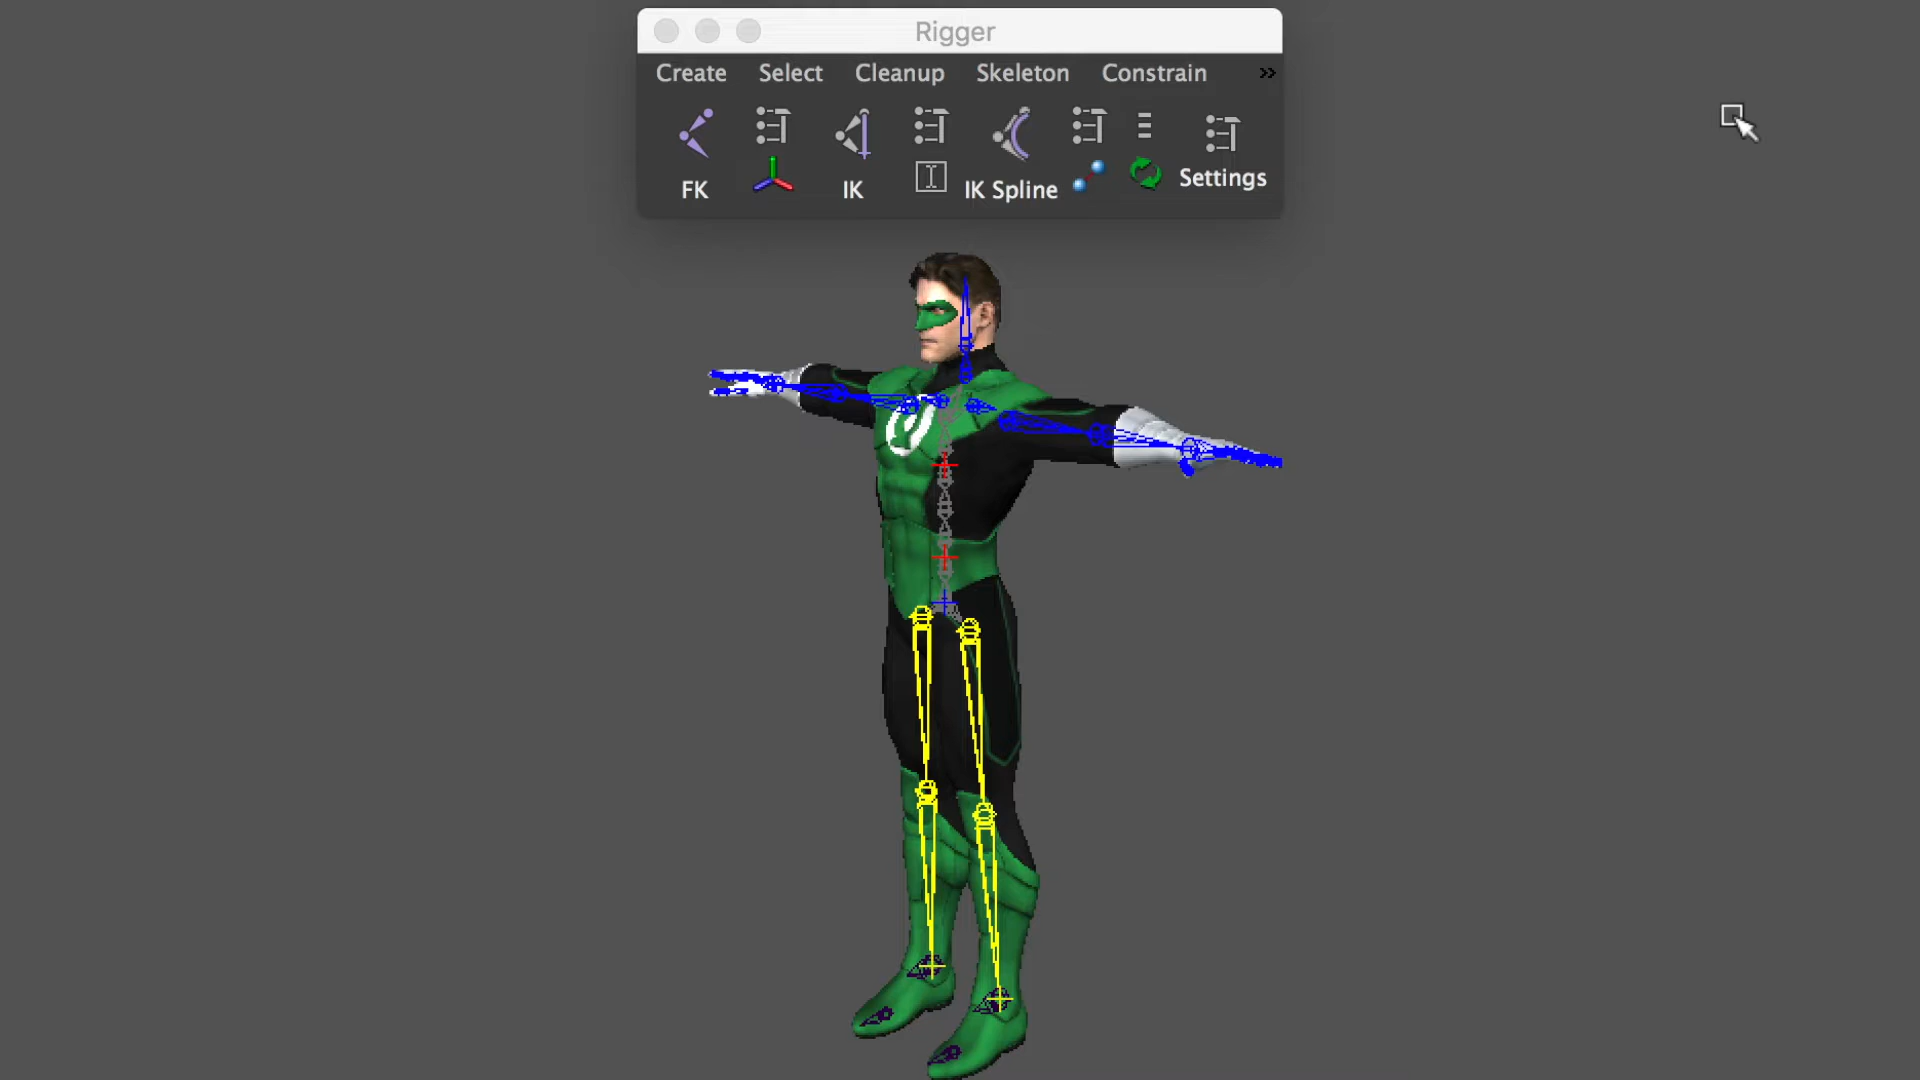 Rigger
Create Select Cleanup Skeleton Constrain »
FK IK IK Spline Settings